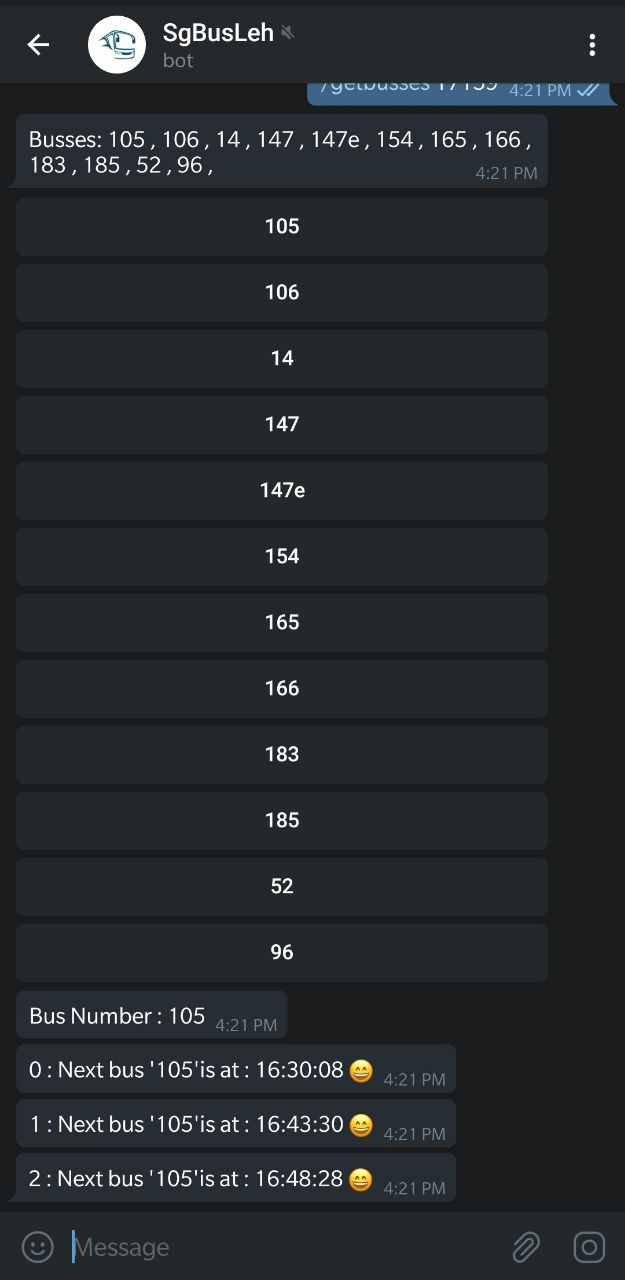 SgBusLeh
bot
/getbusses 17159 4:21 PM
Busses: 105 , 106 , 14 , 147 , 147e , 154 , 165 , 166 ,
183 , 185 , 52 , 96 ,
4:21 PM
105
106
14
147
147e
154
165
166
183
185
52
96
Bus Number : 105 4:21 PM
0 : Next bus '105'is at : 16:30:08 😄 4:21 PM
1 : Next bus '105'is at : 16:43:30 😄 4:21 PM
2 : Next bus '105'is at : 16:48:28 😄 4:21 PM
Message